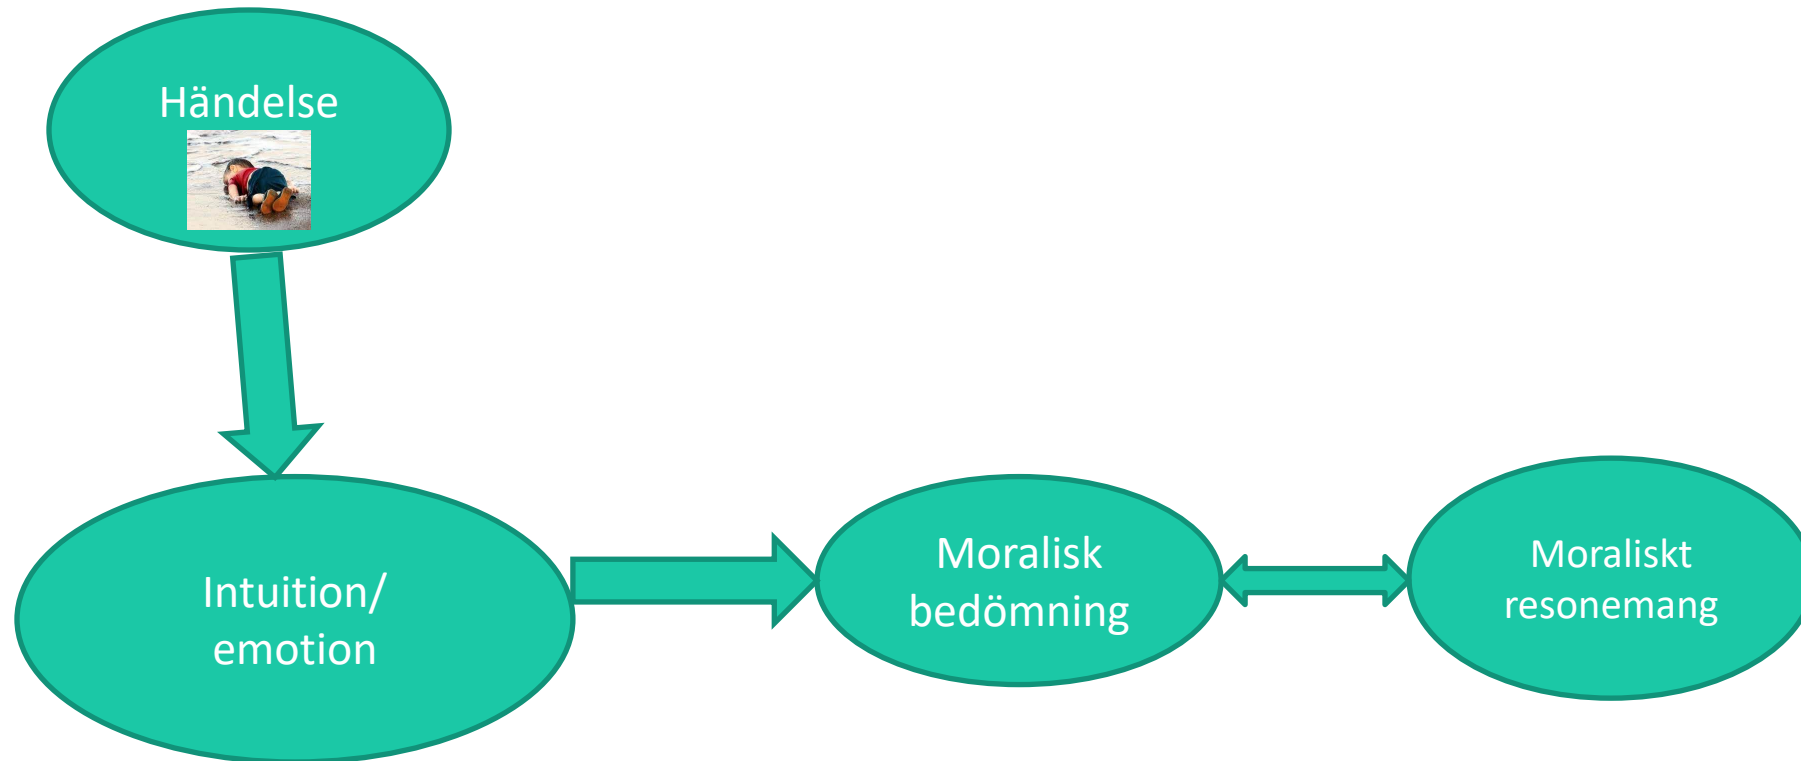 Händelse
Intuition/
emotion
Moralisk
bedömning
Moraliskt
resonemang